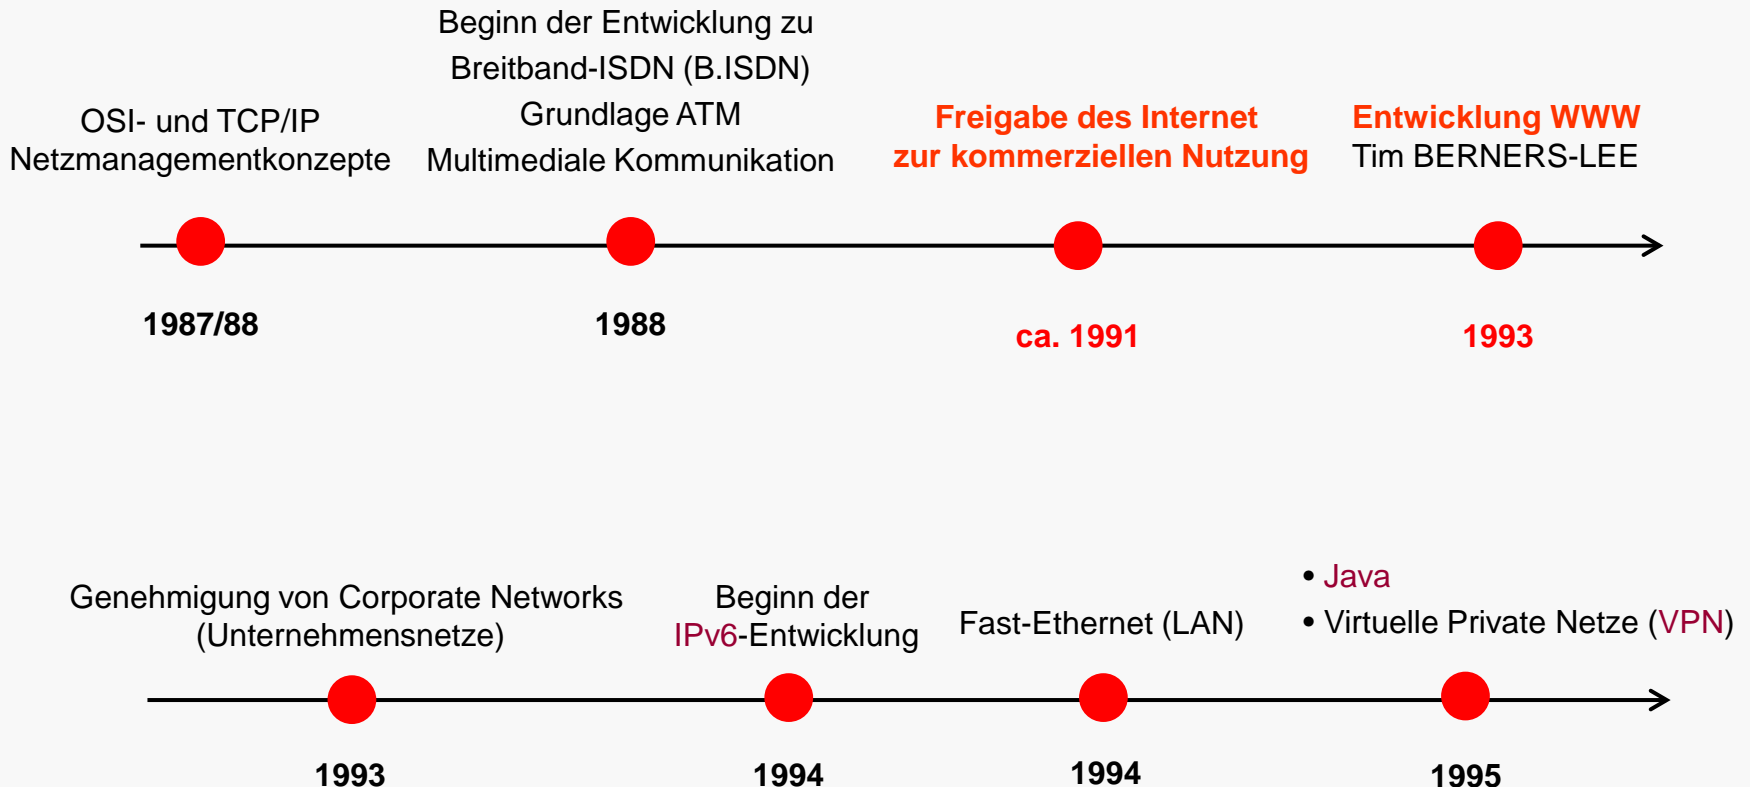 OSI- und TCP/IP
Netzmanagementkonzepte
1987/88
Beginn der Entwicklung zu
Breitband-ISDN (B.ISDN)
Grundlage ATM
Multimediale Kommunikation
1988
Freigabe des Internet
zur kommerziellen Nutzung
ca. 1991
Entwicklung WWW
Tim BERNERS-LEE
1993
Genehmigung von Corporate Networks
(Unternehmensnetze)
1993
Beginn der
IPv6-Entwicklung
1994
Fast-Ethernet (LAN)
1994
• Java
• Virtuelle Private Netze (VPN)
1995